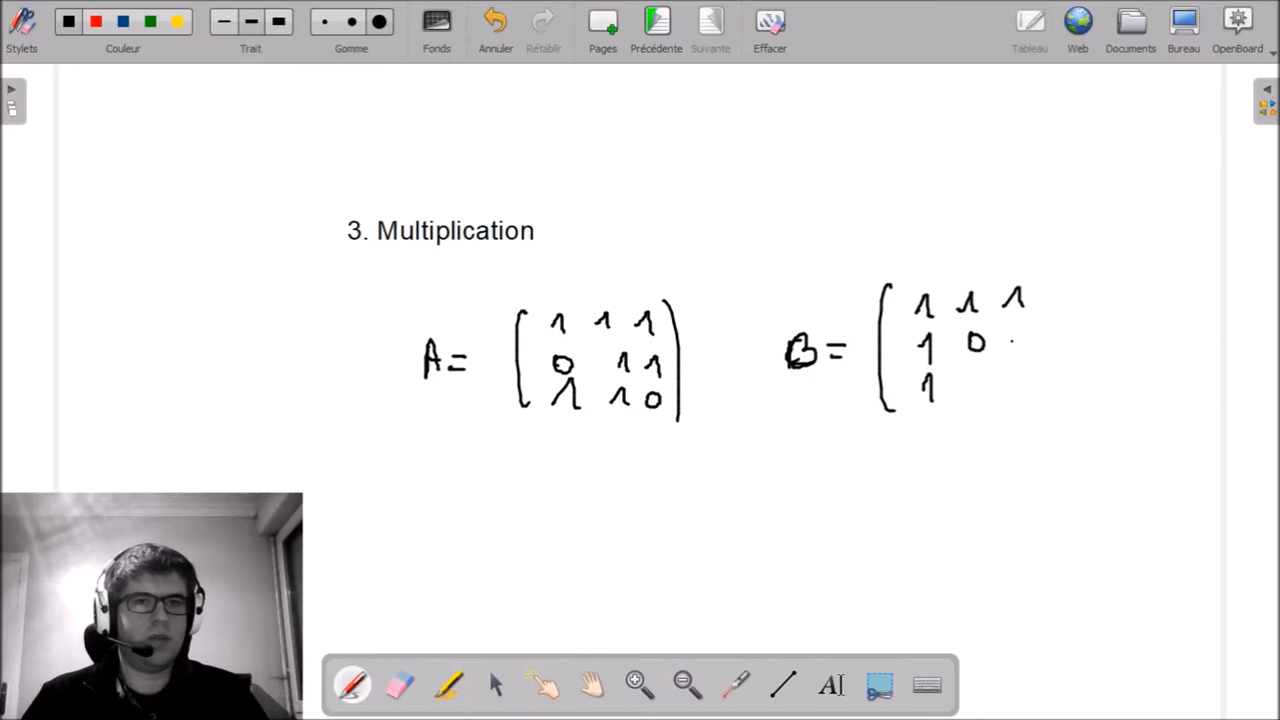 Stylets Couleur Trait Gomme Fonds Annuler Rétablir Pages Précédente Suivante Effacer Tableau Web Documents Bureau OpenBoard
3. Multiplication
A = ( 1 1 1
0 1 1
1 1 0 )
B = ( 1 1 1
1 0
1
AI